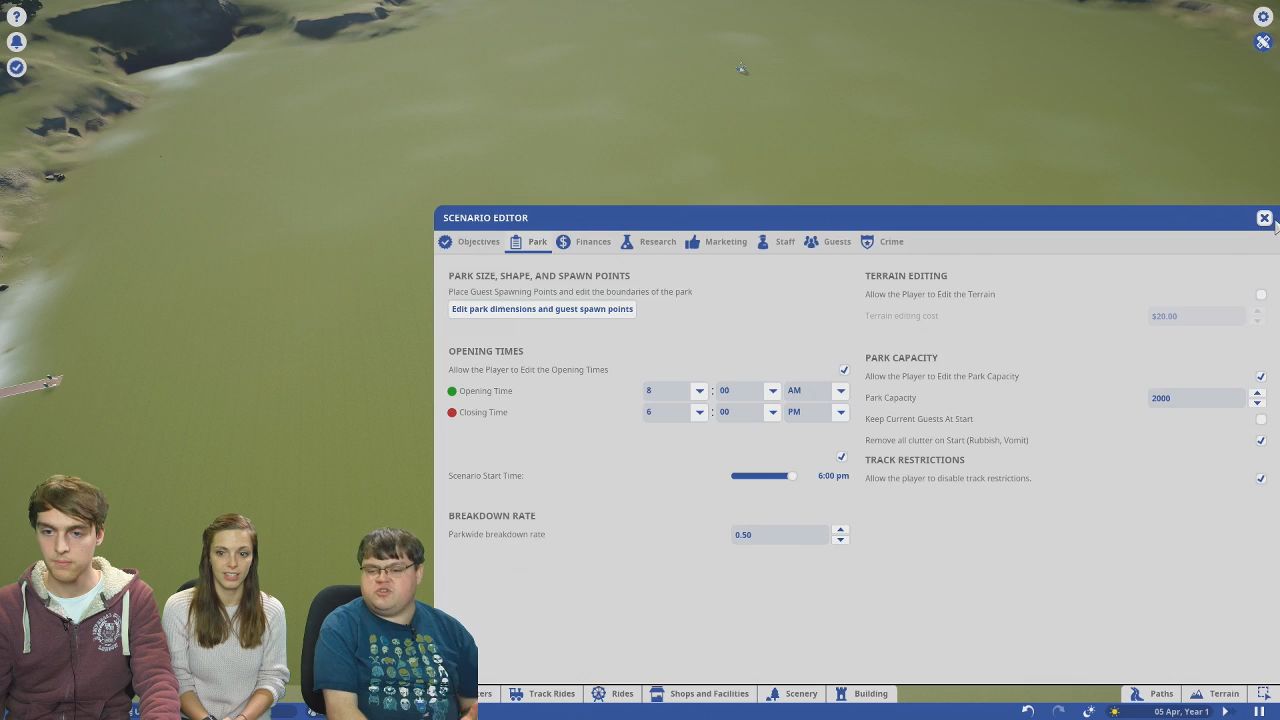 SCENARIO EDITOR
Objectives Park Finances Research Marketing Staff Guests Crime
PARK SIZE, SHAPE, AND SPAWN POINTS
Place Guest Spawning Points and edit the boundaries of the park
Edit park dimensions and guest spawn points
OPENING TIMES
Allow the Player to Edit the Opening Times
Opening Time 8 : 00 AM
Closing Time 6 : 00 PM
Scenario Start Time: 6:00 pm
BREAKDOWN RATE
Parkwide breakdown rate 0.50
TERRAIN EDITING
Allow the Player to Edit the Terrain
Terrain editing cost $20.00
PARK CAPACITY
Allow the Player to Edit the Park Capacity
Park Capacity 2000
Keep Current Guests At Start
Remove all clutter on Start (Rubbish, Vomit)
TRACK RESTRICTIONS
Allow the player to disable track restrictions.
Track Rides Rides Shops and Facilities Scenery Building Paths Terrain
05 Apr, Year 1